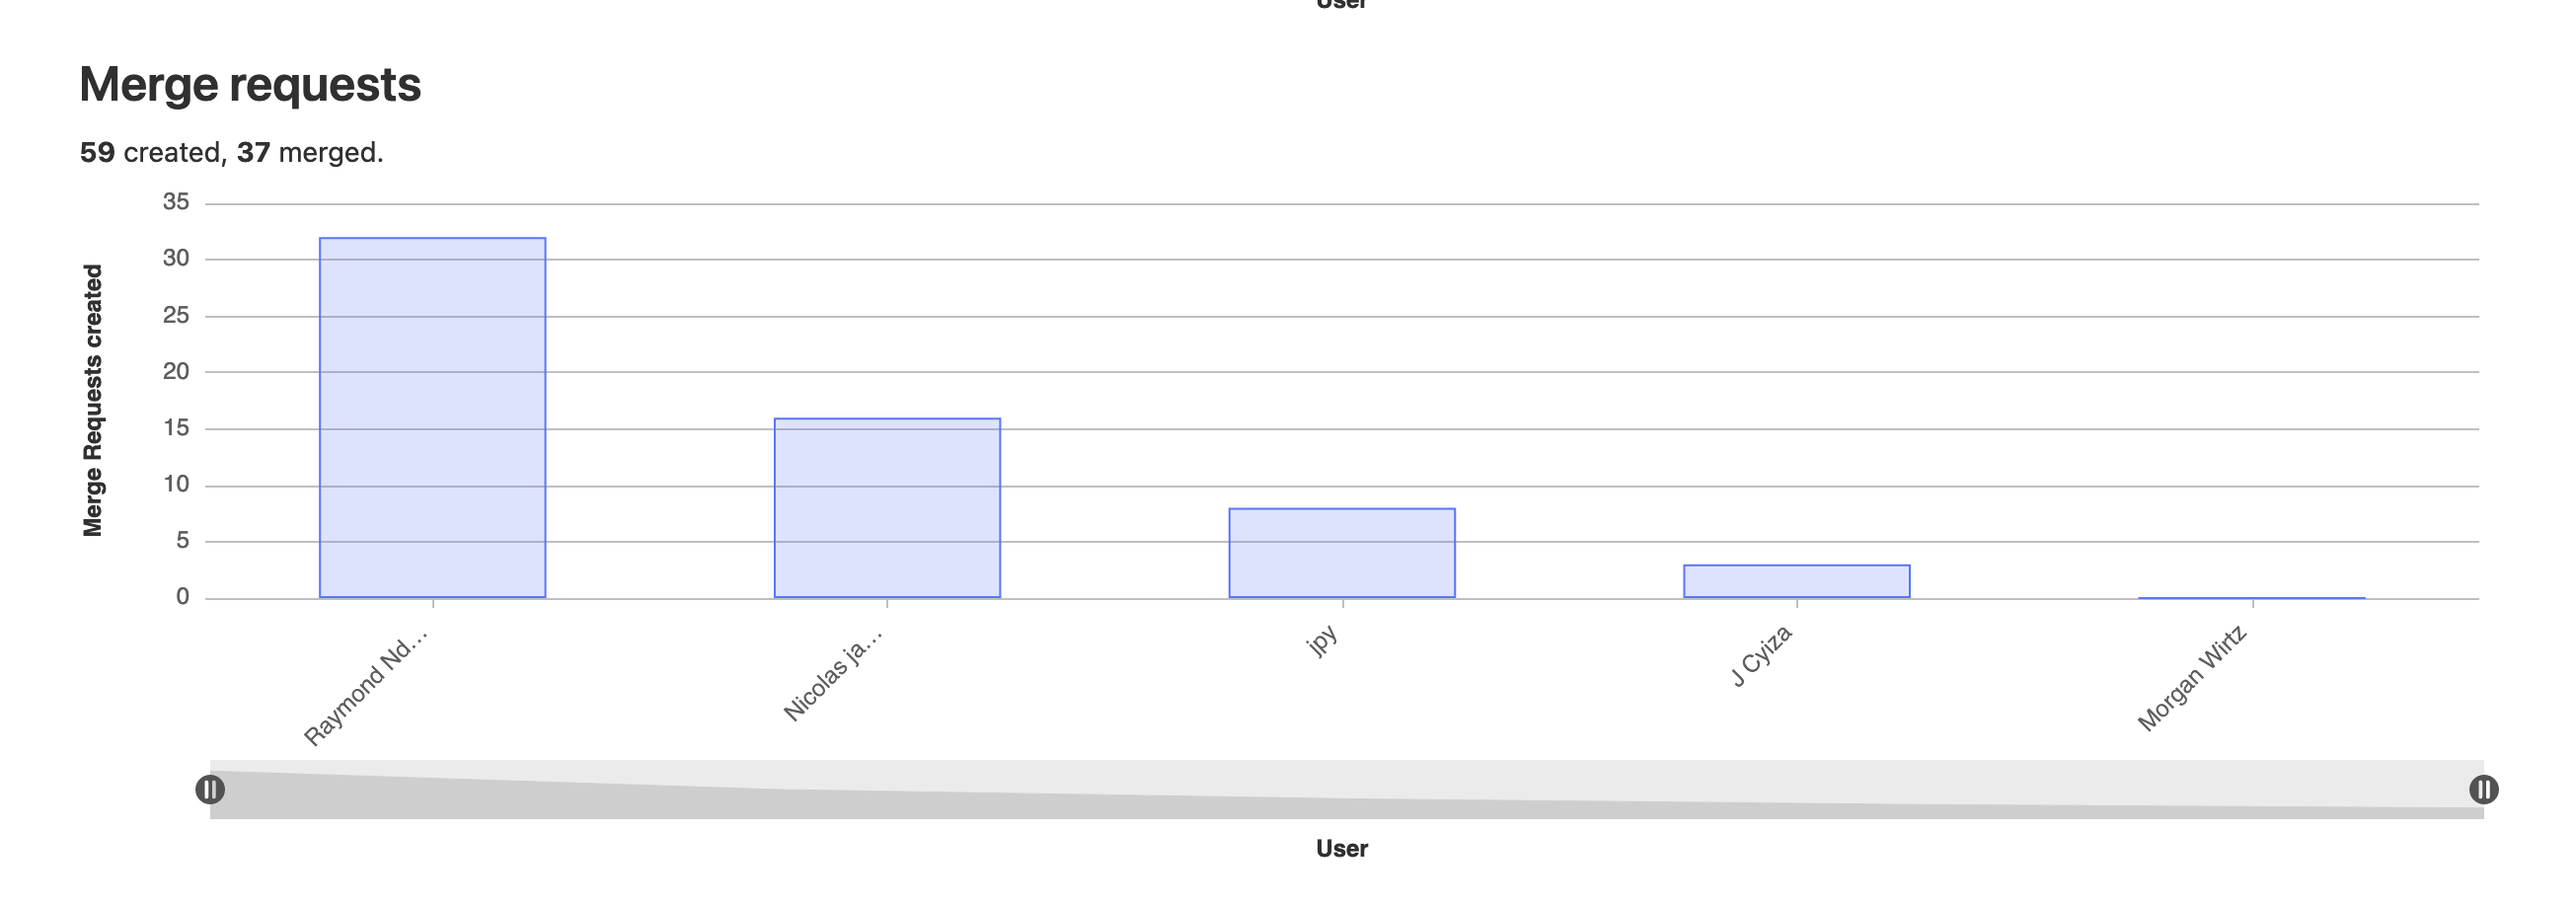 User
Merge requests
59 created, 37 merged.
Merge Requests created
35
30
25
20
15
10
5
0
Raymond Nd...
Nicolas ja...
jpy
J Cyiza
Morgan Wirtz
User